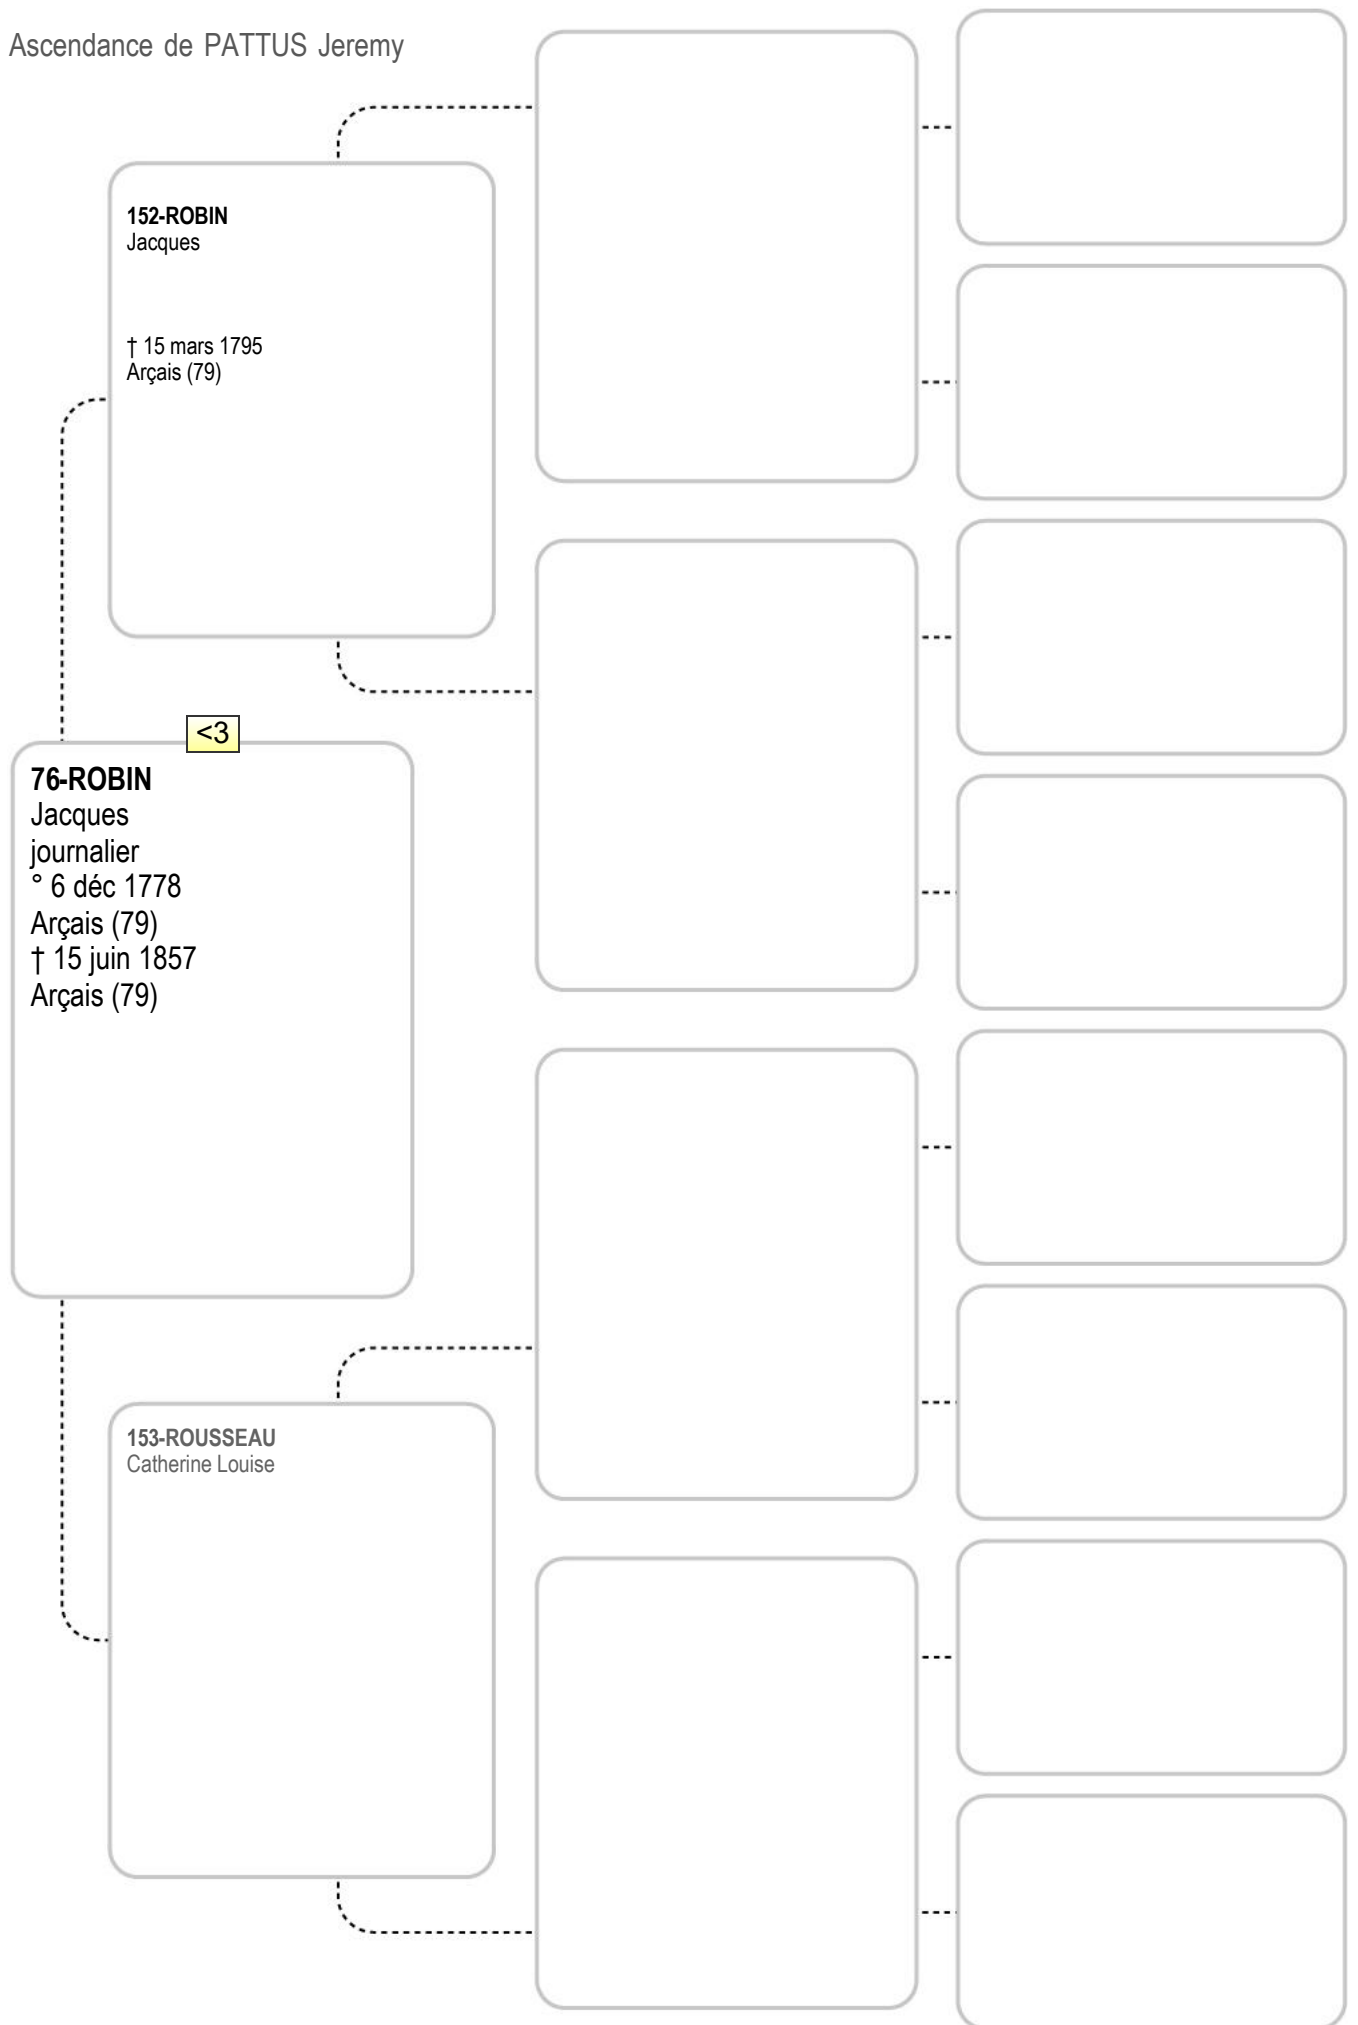 Ascendance de PATTUS Jeremy
152-ROBIN
Jacques
† 15 mars 1795
Arçais (79)
<3
76-ROBIN
Jacques
journalier
° 6 déc 1778
Arçais (79)
† 15 juin 1857
Arçais (79)
153-ROUSSEAU
Catherine Louise